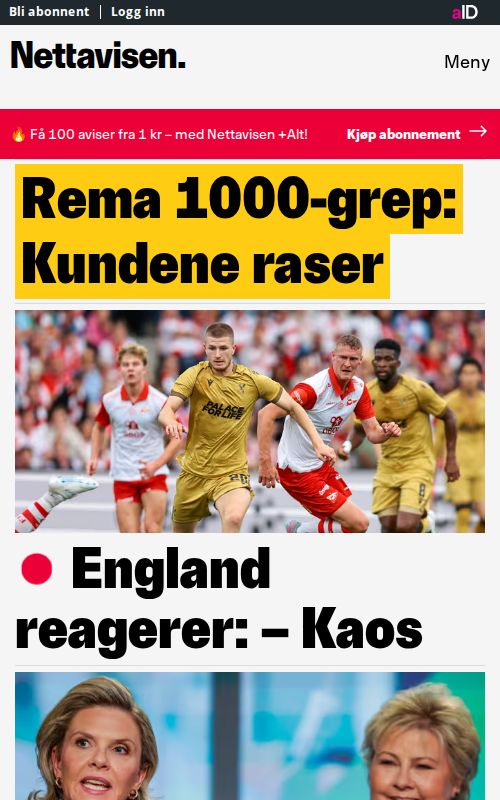 Bli abonnent | Logg inn
aID
Nettavisen.
Meny
🔥 Få 100 aviser fra 1 kr – med Nettavisen +Alt!
Kjøp abonnement →
Rema 1000-grep:
Kundene raser
PALACE
FOR LIFE
England
reagerer: – Kaos